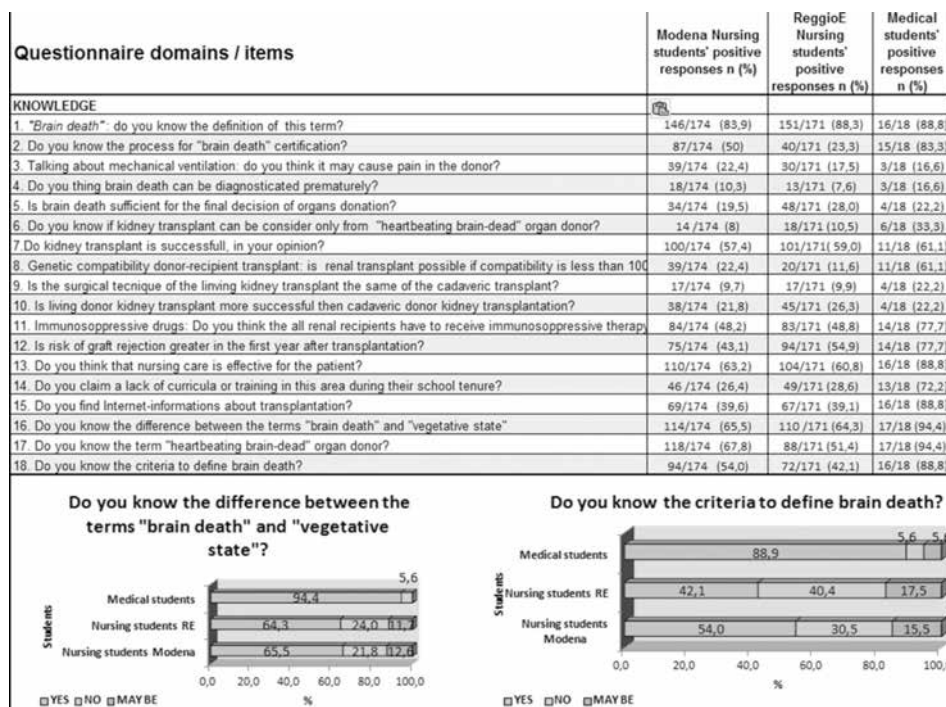 Questionnaire domains / items
Modena Nursing
students' positive
responses n (%)
ReggioE
Nursing
students'
positive
responses n (%)
Medical
students'
positive
responses
n (%)
KNOWLEDGE
1. "Brain death": do you know the definition of this term? 146/174 (83,9) 151/171 (88,3) 16/18 (88,8
2. Do you know the process for "brain death" certification? 87/174 (50) 40/171 (23,3) 15/18 (83,3
3. Talking about mechanical ventilation: do you think it may cause pain in the donor? 39/174 (22,4) 30/171 (17,5) 3/18 (16,6
4. Do you thing brain death can be diagnosticated prematurely? 18/174 (10,3) 13/171 (7,6) 3/18 (16,6
5. Is brain death sufficient for the final decision of organs donation? 34/174 (19,5) 48/171 (28,0) 4/18 (22,2
6. Do you know if kidney transplant can be consider only from "heartbeating brain-dead" organ donor? 14 /174 (8) 18/171 (10,5) 6/18 (33,3
7.Do kidney transplant is successfull, in your opinion? 100/174 (57,4) 101/171( 59,0) 11/18 (61,1
8. Genetic compatibility donor-recipient transplant: is renal transplant possible if compatibility is less than 100 39/174 (22,4) 20/171 (11,6) 11/18 (61,1
9. Is the surgical tecnique of the linving kidney transplant the same of the cadaveric transplant? 17/174 (9,7) 17/171 (9,9) 4/18 (22,2
10. Is living donor kidney transplant more successful then cadaveric donor kidney transplantation? 38/174 (21,8) 45/171 (26,3) 4/18 (22,2
11. Immunosoppressive drugs: Do you think the all renal recipients have to receive immunosoppressive therapy 84/174 (48,2) 83/171 (48,8) 14/18 (77,7
12. Is risk of graft rejection greater in the first year after transplantation? 75/174 (43,1) 94/171 (54,9) 14/18 (77,7
13. Do you think that nursing care is effective for the patient? 110/174 (63,2) 104/171 (60,8) 16/18 (88,8
14. Do you claim a lack of curricula or training in this area during their school tenure? 46/174 (26,4) 49/171 (28,6) 13/18 (72,2
15. Do you find Internet-informations about transplantation? 69/174 (39,6) 67/171 (39,1) 16/18 (88,8
16. Do you know the difference between the terms "brain death" and "vegetative state" 114/174 (65,5) 110 /171 (64,3) 17/18 (94,4
17. Do you know the term "heartbeating brain-dead" organ donor? 118/174 (67,8) 88/171 (51,4) 17/18 (94,4
18. Do you know the criteria to define brain death? 94/174 (54,0) 72/171 (42,1) 16/18 (88,8
Do you know the difference between the
terms "brain death" and "vegetative
state"?
5,6
Medical students 94,4
Nursing students RE 64,3 24,0 11,7
Nursing students Modena 65,5 21,8 12,6
Students
0,0 20,0 40,0 60,0 80,0 100,0
%
YES NO MAYBE
Do you know the criteria to define brain death?
5,6 5,6
Medical students 88,9
Nursing students RE 42,1 40,4 17,5
Nursing students
Modena 54,0 30,5 15,5
Students
0,0 20,0 40,0 60,0 80,0 100,0
%
YES NO MAYBE